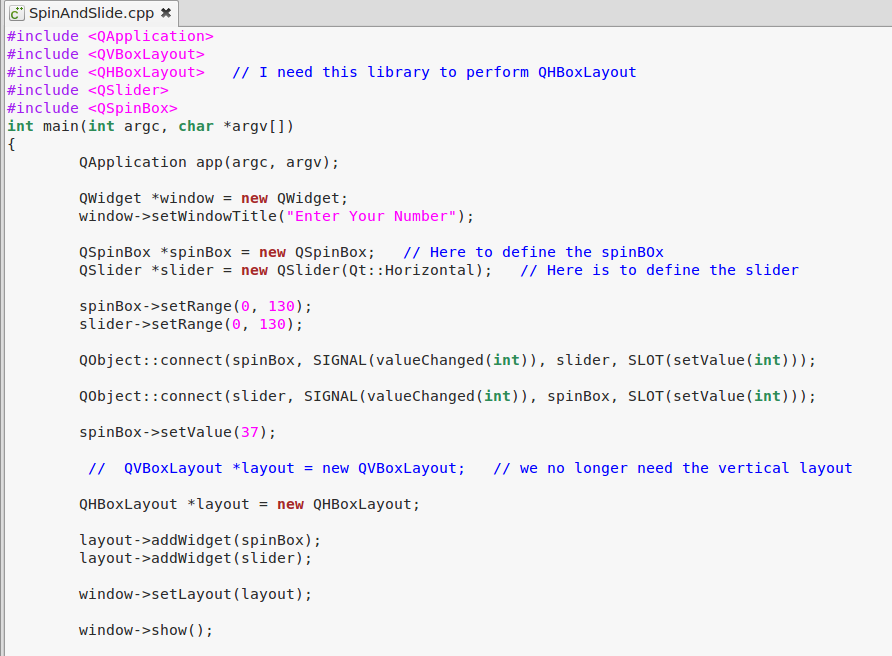 SpinAndSlide.cpp
#include <QApplication>
#include <QVBoxLayout>
#include <QHBoxLayout>   // I need this library to perform QHBoxLayout
#include <QSlider>
#include <QSpinBox>
int main(int argc, char *argv[])
{
        QApplication app(argc, argv);

        QWidget *window = new QWidget;
        window->setWindowTitle("Enter Your Number");

        QSpinBox *spinBox = new QSpinBox;   // Here to define the spinBOx
        QSlider *slider = new QSlider(Qt::Horizontal);   // Here is to define the slider

        spinBox->setRange(0, 130);
        slider->setRange(0, 130);

        QObject::connect(spinBox, SIGNAL(valueChanged(int)), slider, SLOT(setValue(int)));

        QObject::connect(slider, SIGNAL(valueChanged(int)), spinBox, SLOT(setValue(int)));

        spinBox->setValue(37);

         //  QVBoxLayout *layout = new QVBoxLayout;   // we no longer need the vertical layout

        QHBoxLayout *layout = new QHBoxLayout;

        layout->addWidget(spinBox);
        layout->addWidget(slider);

        window->setLayout(layout);

        window->show();